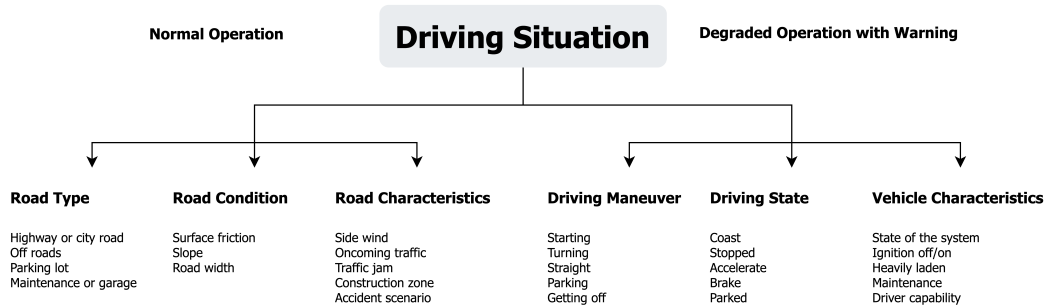 Normal Operation
Driving Situation
Degraded Operation with Warning
Road Type
Highway or city road
Off roads
Parking lot
Maintenance or garage
Road Condition
Surface friction
Slope
Road width
Road Characteristics
Side wind
Oncoming traffic
Traffic jam
Construction zone
Accident scenario
Driving Maneuver
Starting
Turning
Straight
Parking
Getting off
Driving State
Coast
Stopped
Accelerate
Brake
Parked
Vehicle Characteristics
State of the system
Ignition off/on
Heavily laden
Maintenance
Driver capability